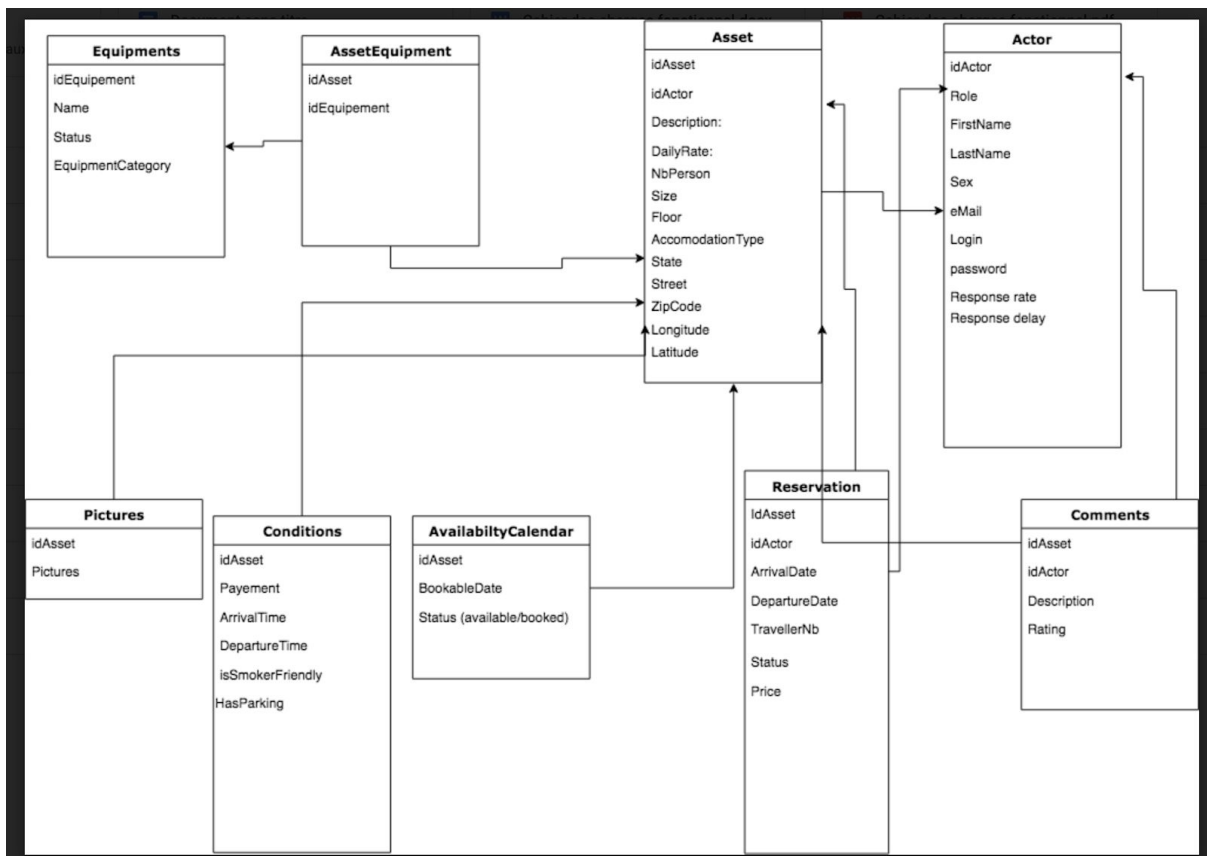 Equipments
idEquipement
Name
Status
EquipmentCategory
AssetEquipment
idAsset
idEquipement
Asset
idAsset
idActor
Description:
DailyRate:
NbPerson
Size
Floor
AccomodationType
State
Street
ZipCode
Longitude
Latitude
Actor
idActor
Role
FirstName
LastName
Sex
eMail
Login
password
Response rate
Response delay
Pictures
idAsset
Pictures
Conditions
idAsset
Payement
ArrivalTime
DepartureTime
isSmokerFriendly
HasParking
AvailabiltyCalendar
idAsset
BookableDate
Status (available/booked)
Reservation
IdAsset
idActor
ArrivalDate
DepartureDate
TravellerNb
Status
Price
Comments
idAsset
idActor
Description
Rating